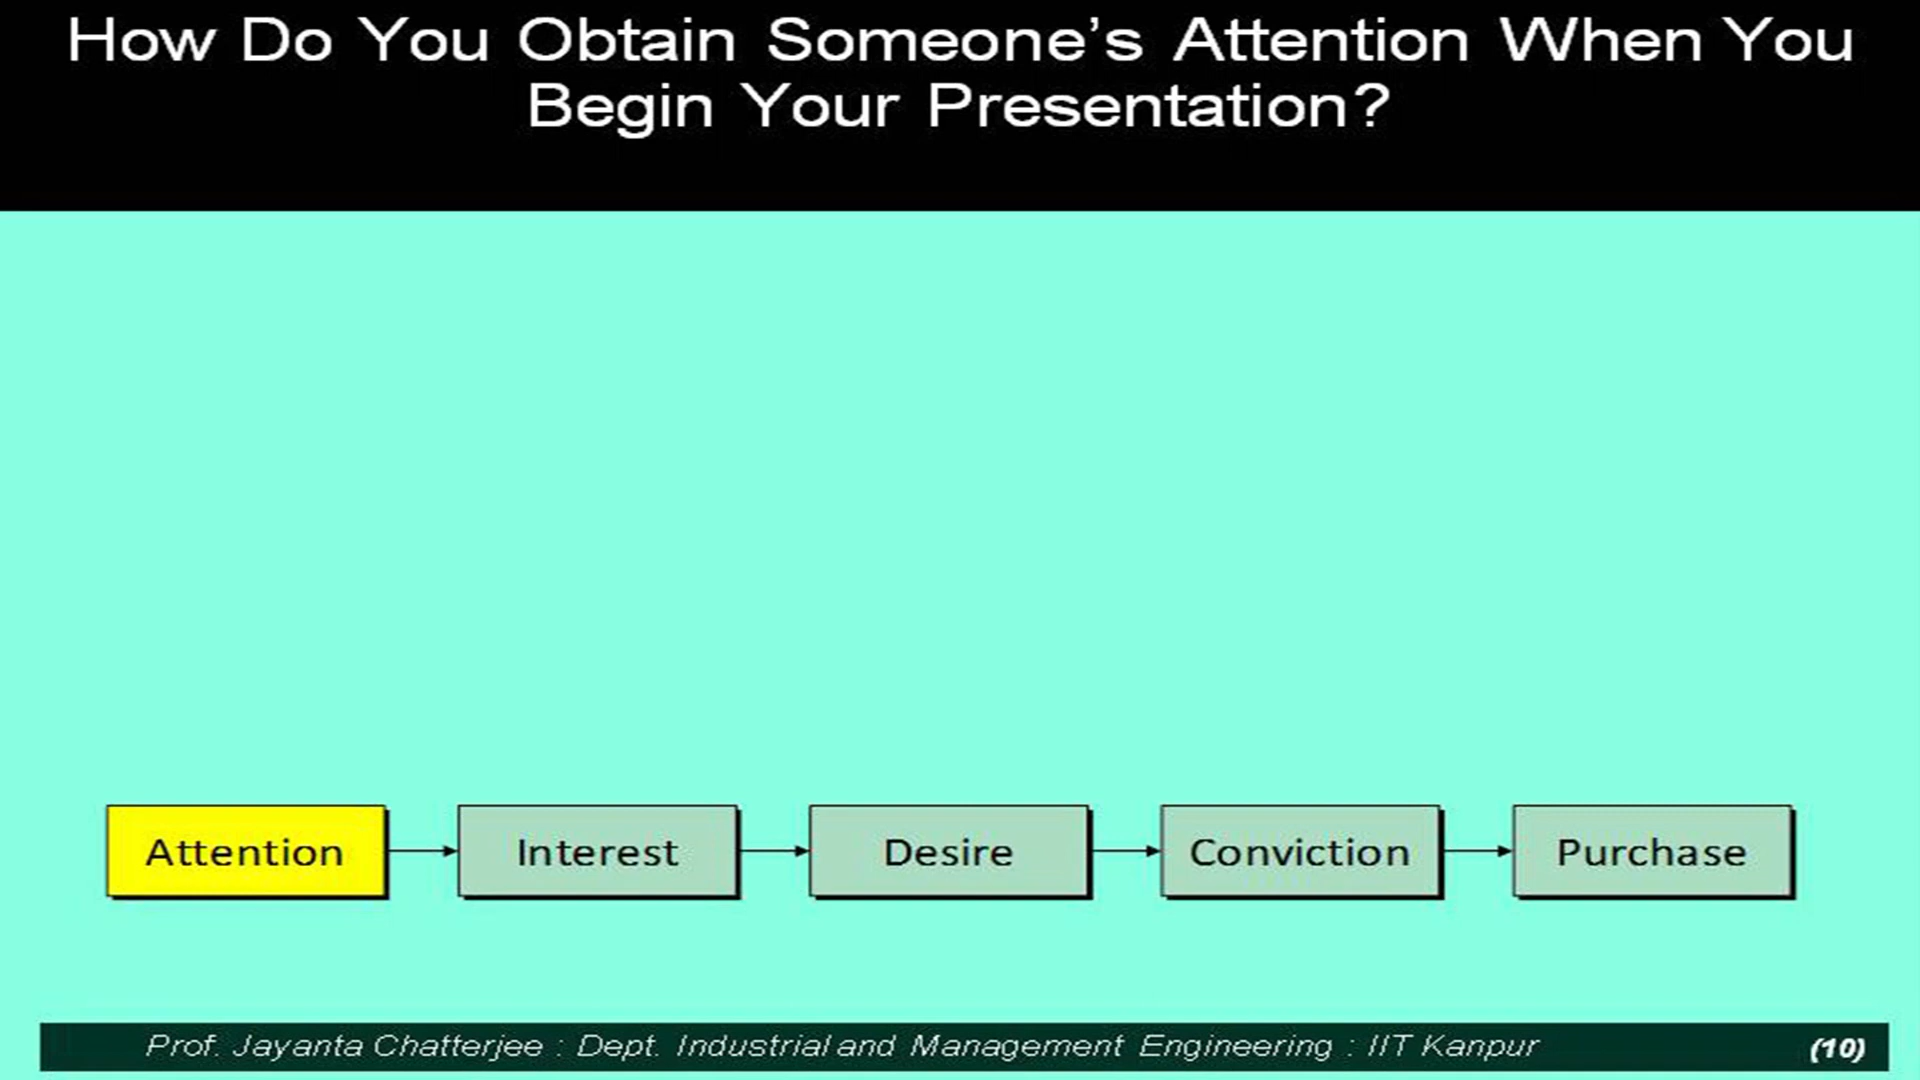 How Do You Obtain Someone’s Attention When You
Begin Your Presentation?
Attention
Interest
Desire
Conviction
Purchase
Prof. Jayanta Chatterjee : Dept. Industrial and Management Engineering : IIT Kanpur
(10)